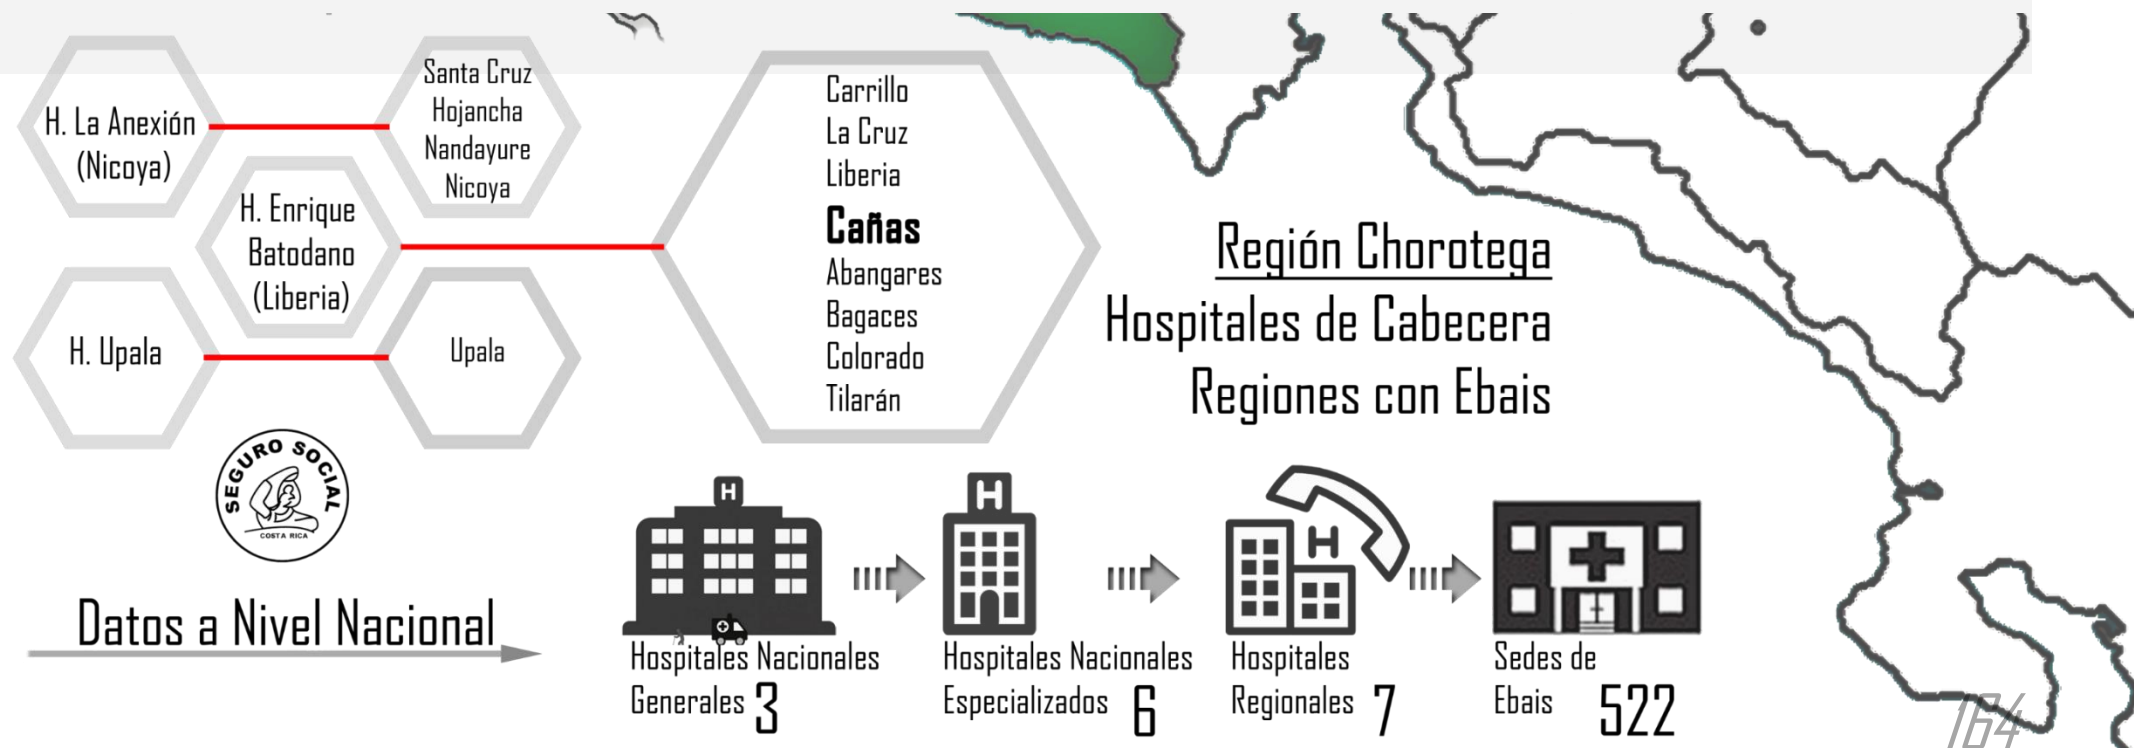 H. La Anexión
(Nicoya)
Santa Cruz
Hojancha
Nandayure
Nicoya
H. Enrique
Batodano
(Liberia)
Carrillo
La Cruz
Liberia
Cañas
Abangares
Bagaces
Colorado
Tilarán
H. Upala
Upala
Región Chorotega
Hospitales de Cabecera
Regiones con Ebais
SEGURO SOCIAL
COSTA RICA
Datos a Nivel Nacional
H
Hospitales Nacionales
Generales 3
H
Hospitales Nacionales
Especializados 6
H
Hospitales
Regionales 7
Sedes de
Ebais 522
164